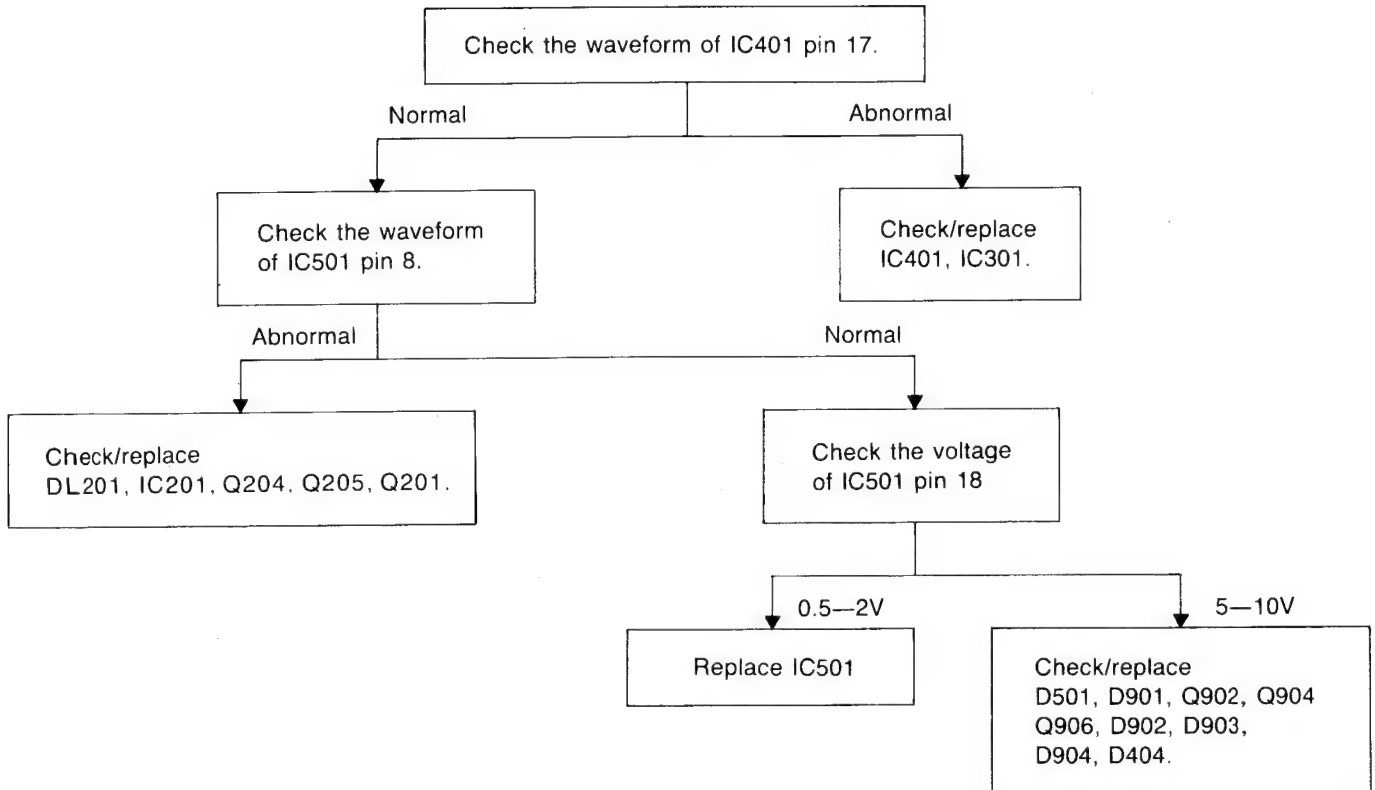 Check the waveform of IC401 pin 17.
Normal
Abnormal
Check the waveform
of IC501 pin 8.
Check/replace
IC401, IC301.
Abnormal
Normal
Check/replace
DL201, IC201, Q204, Q205, Q201.
Check the voltage
of IC501 pin 18
0.5—2V
5—10V
Replace IC501
Check/replace
D501, D901, Q902, Q904
Q906, D902, D903,
D904, D404.